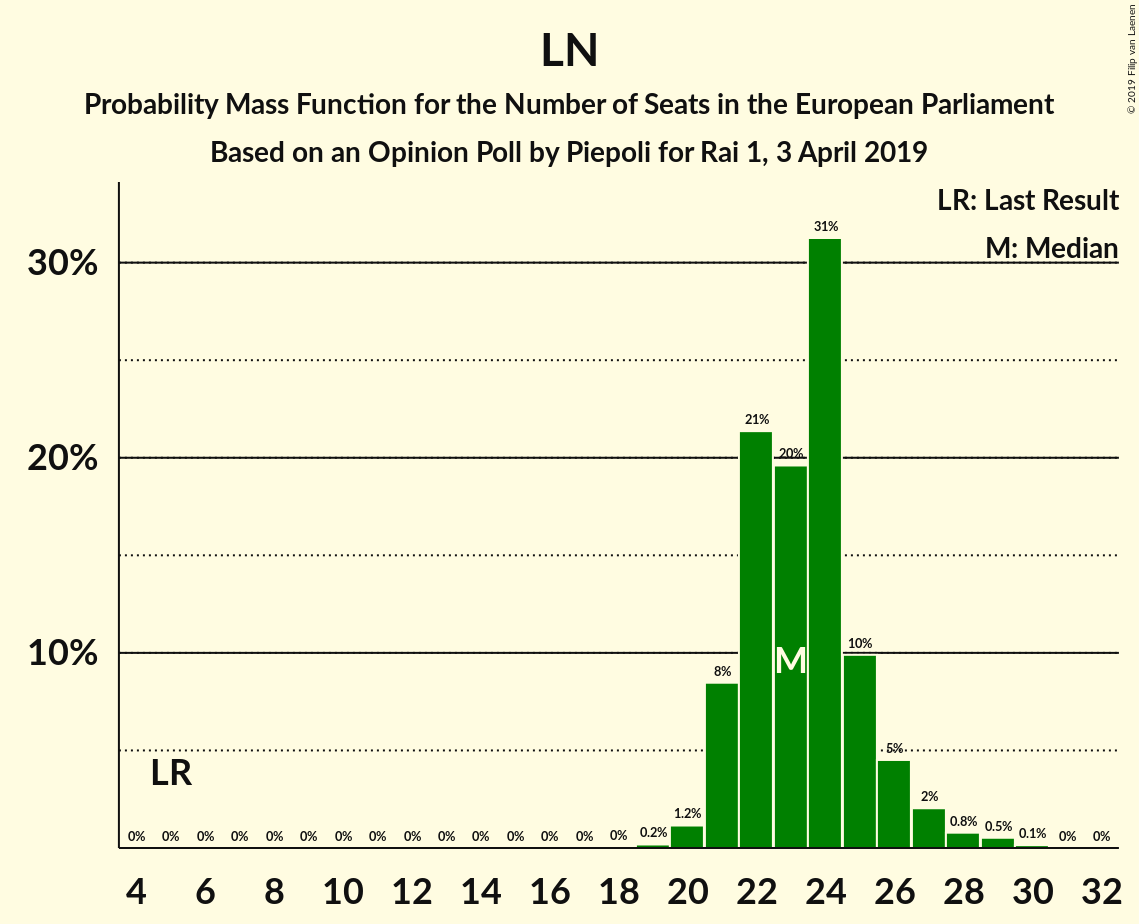 LN
Probability Mass Function for the Number of Seats in the European Parliament
Based on an Opinion Poll by Piepoli for Rai 1, 3 April 2019
© 2019 Filip van Laenen
LR: Last Result
M: Median
30%
20%
10%
31%
21%
20%
10%
8%
5%
2%
1.2%
0.8%
0.5%
0.2%
0.1%
M
LR
0% 0% 0% 0% 0% 0% 0% 0% 0% 0% 0% 0% 0% 0% 0% 0% 0%
4 6 8 10 12 14 16 18 20 22 24 26 28 30 32